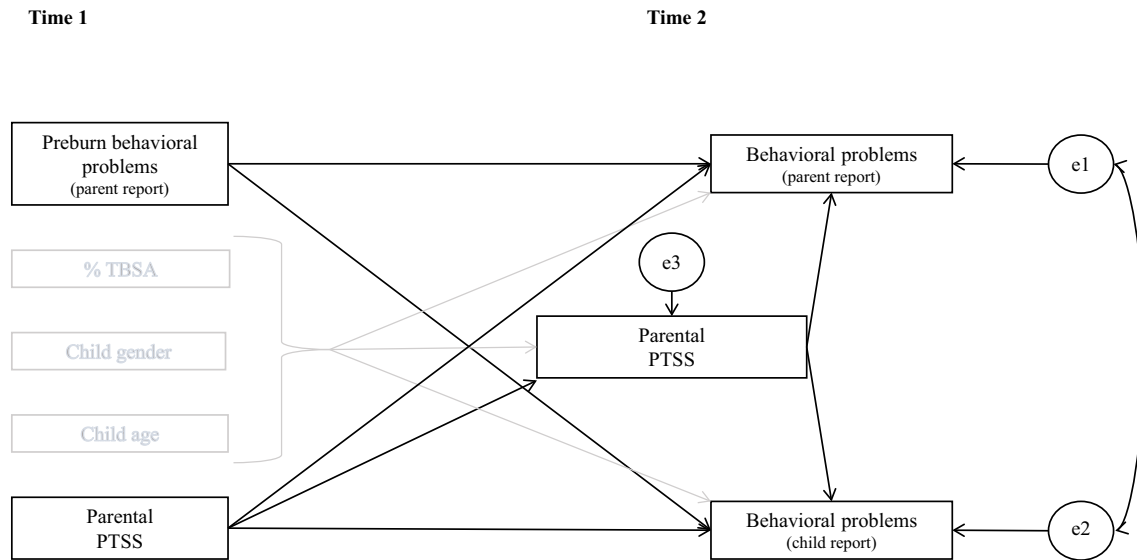 Time 1
Time 2
Preburn behavioral
problems
(parent report)
Behavioral problems
(parent report)
e1
% TBSA
e3
Child gender
Parental
PTSS
Child age
Parental
PTSS
Behavioral problems
(child report)
e2